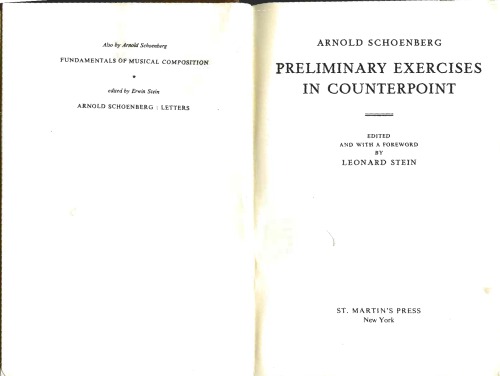 Also by Arnold Schoenberg
FUNDAMENTALS OF MUSICAL COMPOSITION
*
edited by Erwin Stein
ARNOLD SCHOENBERG : LETTERS
ARNOLD SCHOENBERG
PRELIMINARY EXERCISES
IN COUNTERPOINT
EDITED
AND WITH A FOREWORD
BY
LEONARD STEIN
ST. MARTIN'S PRESS
New York